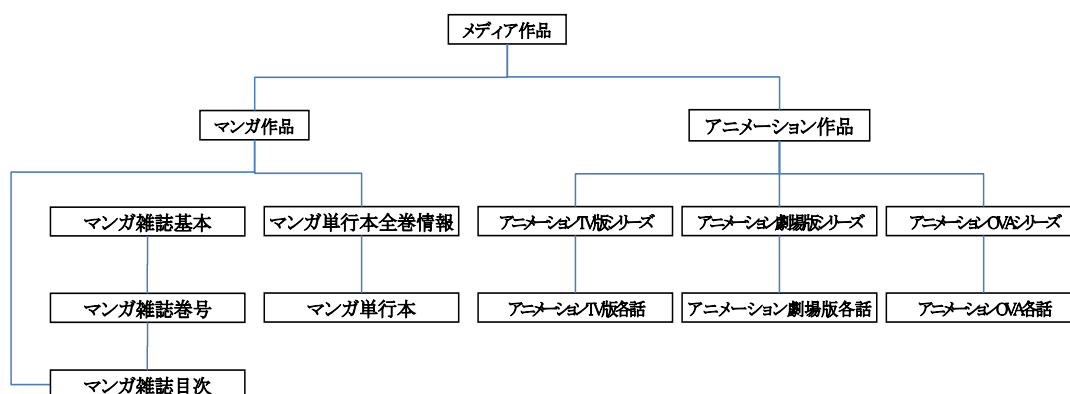 メディア作品
マンガ作品
アニメーション作品
マンガ雑誌基本
マンガ単行本全巻情報
アニメーションTV版シリーズ
アニメーション劇場版シリーズ
アニメーションOVAシリーズ
マンガ雑誌巻号
マンガ単行本
アニメーションTV版各話
アニメーション劇場版各話
アニメーションOVA各話
マンガ雑誌目次